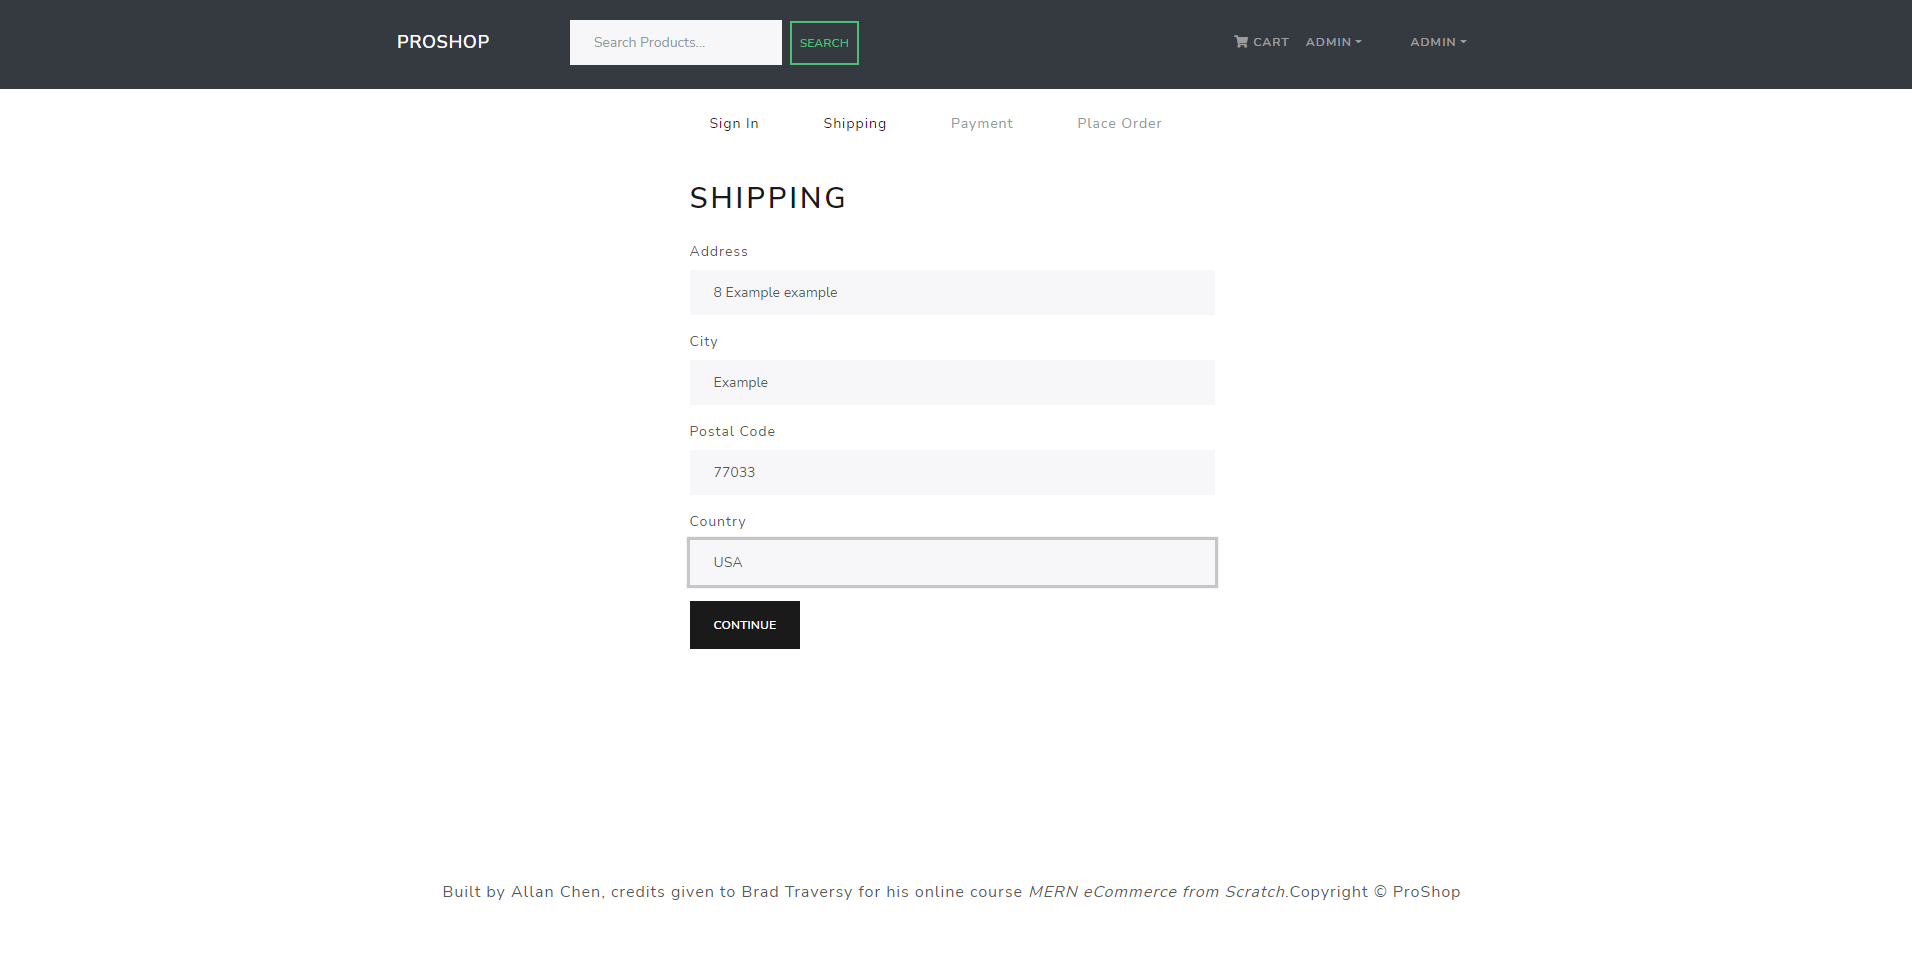 PROSHOP Search Products... SEARCH CART ADMIN ADMIN
Sign In Shipping Payment Place Order
SHIPPING
Address
8 Example example
City
Example
Postal Code
77033
Country
USA
CONTINUE
Built by Allan Chen, credits given to Brad Traversy for his online course MERN eCommerce from Scratch.Copyright © ProShop